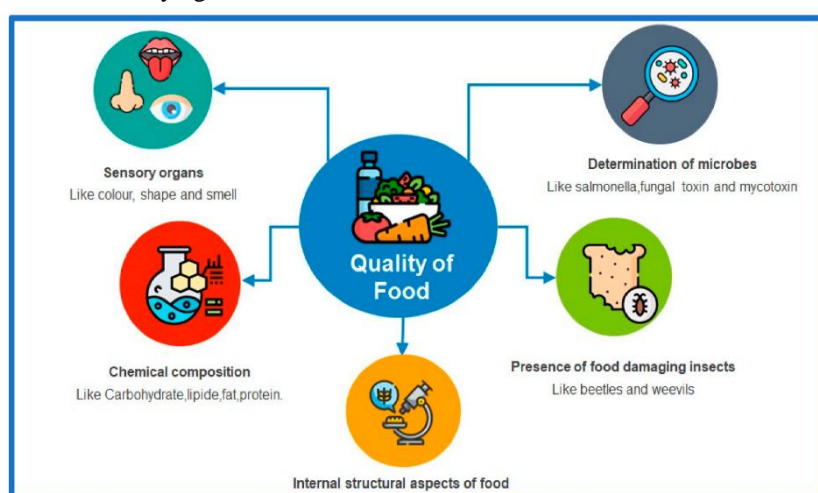 Sensory organs
Like colour, shape and smell
Determination of microbes
Like salmonella,fungal toxin and mycotoxin
Quality of
Food
Chemical composition
Like Carbohydrate,lipide,fat,protein.
Presence of food damaging insects
Like beetles and weevils
Internal structural aspects of food